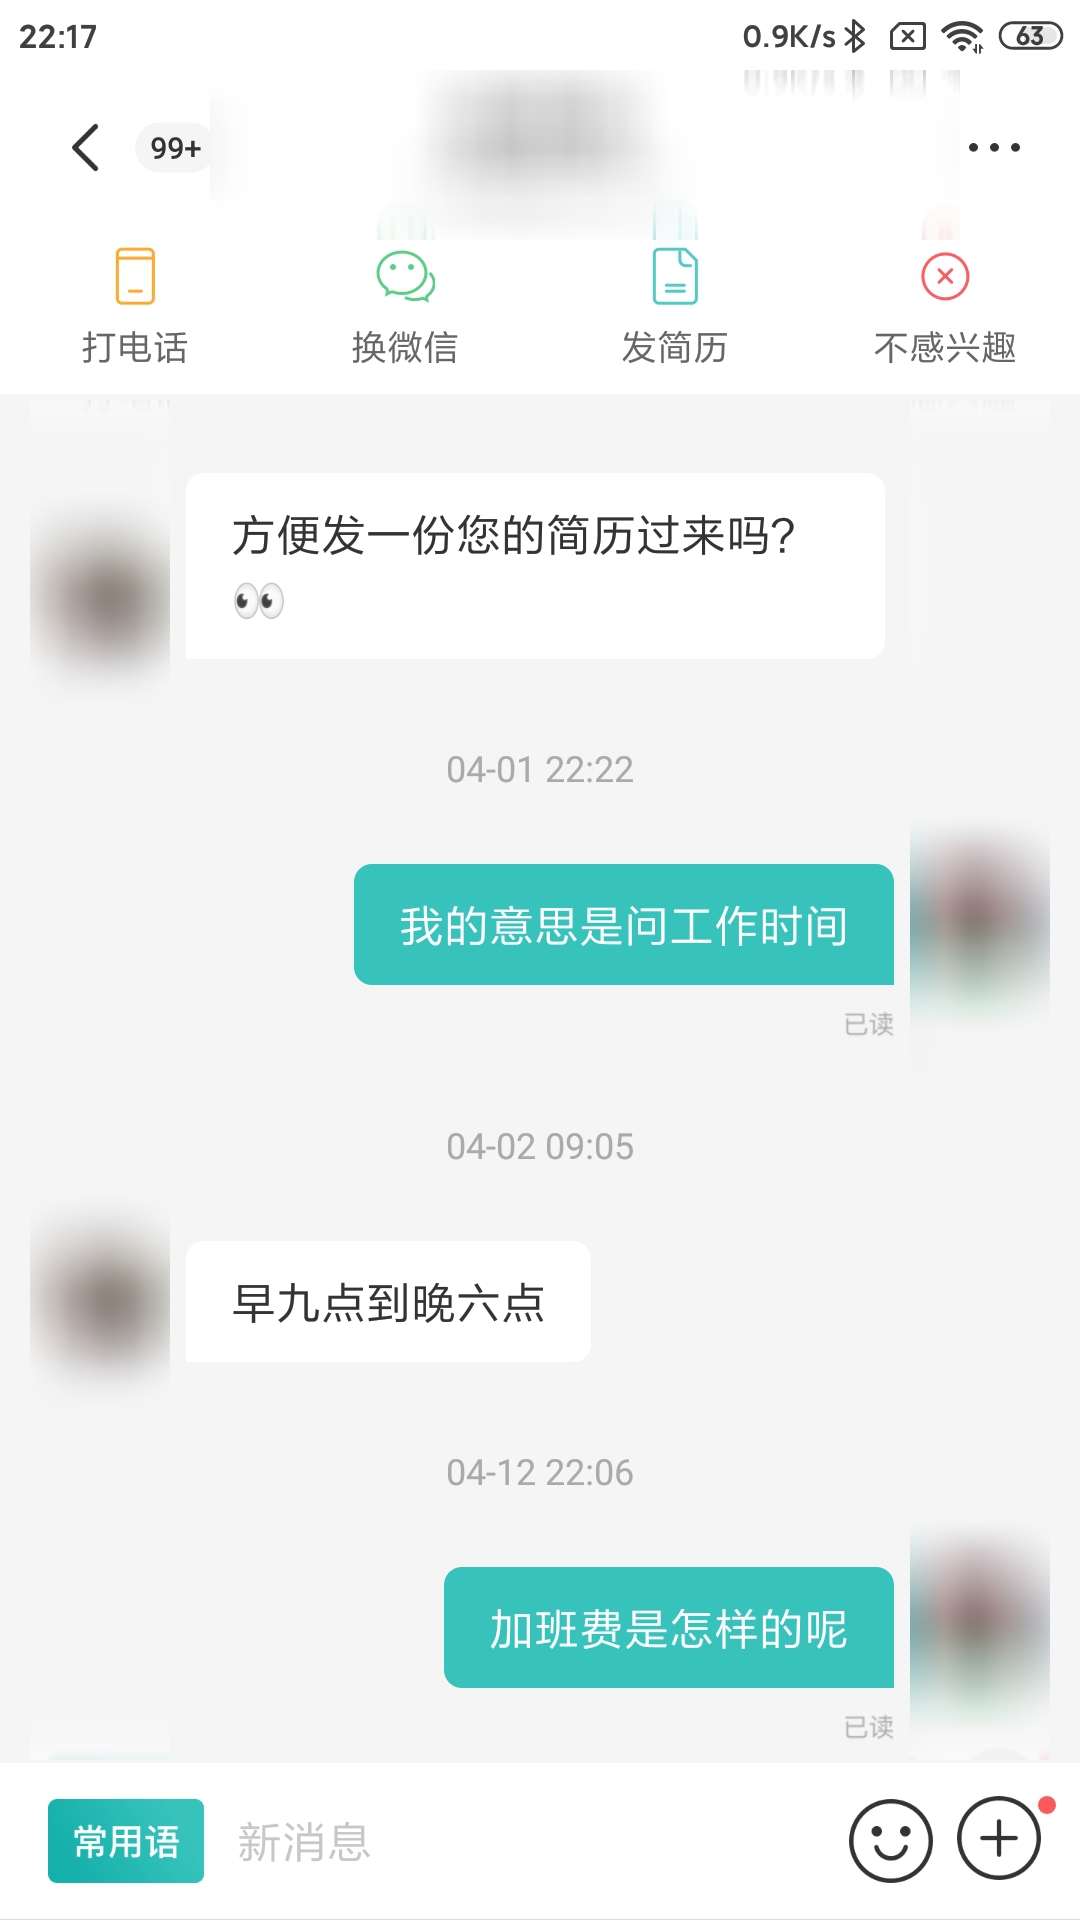 22:17 0.9K/s 63
99+
打电话 换微信 发简历 不感兴趣
方便发一份您的简历过来吗?
👀
04-01 22:22
我的意思是问工作时间
已读
04-02 09:05
早九点到晚六点
04-12 22:06
加班费是怎样的呢
已读
常用语 新消息